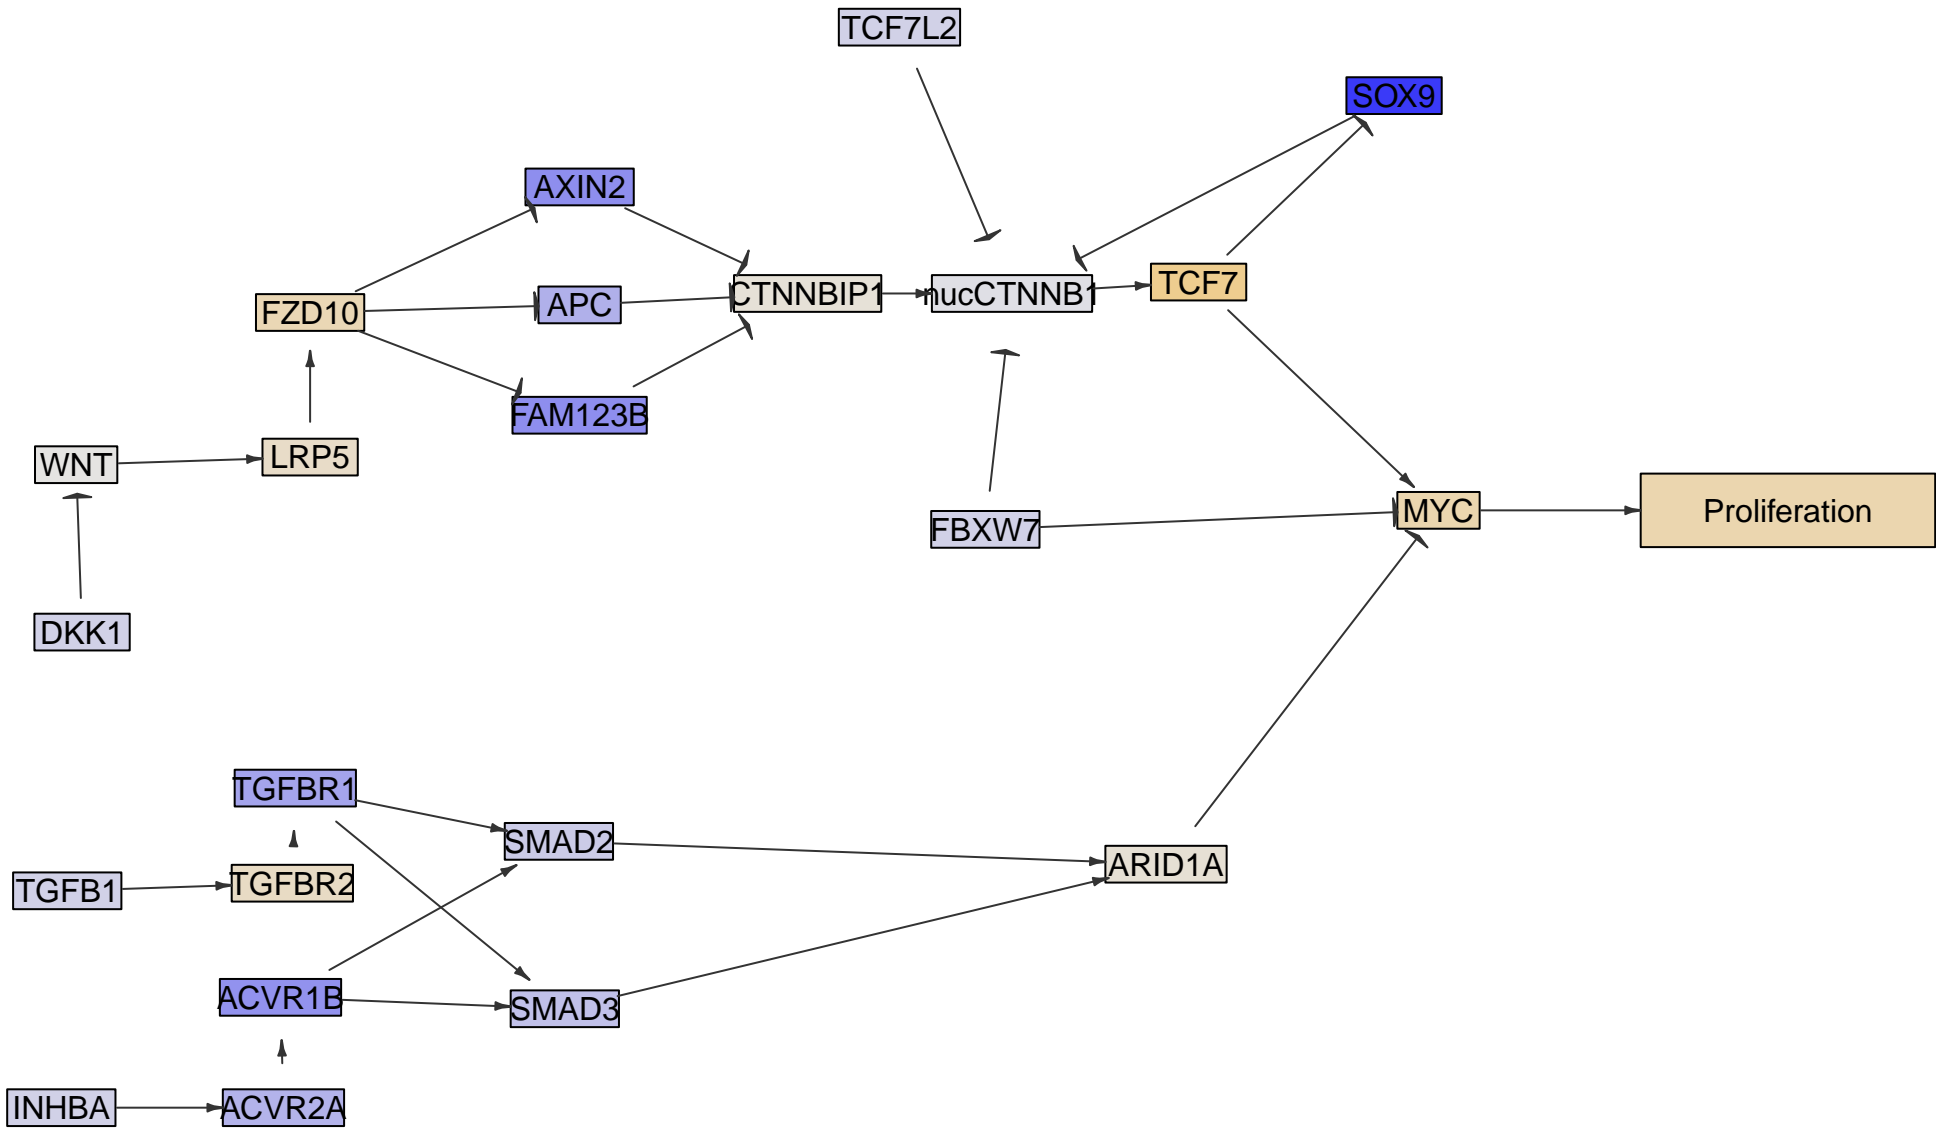 TCF7L2
SOX9
AXIN2
FZD10
APC
CTNNBIP1
nucCTNNB1
TCF7
FAM123B
WNT
LRP5
FBXW7
MYC
Proliferation
DKK1
TGFBR1
SMAD2
ARID1A
TGFB1
TGFBR2
ACVR1B
SMAD3
INHBA
ACVR2A